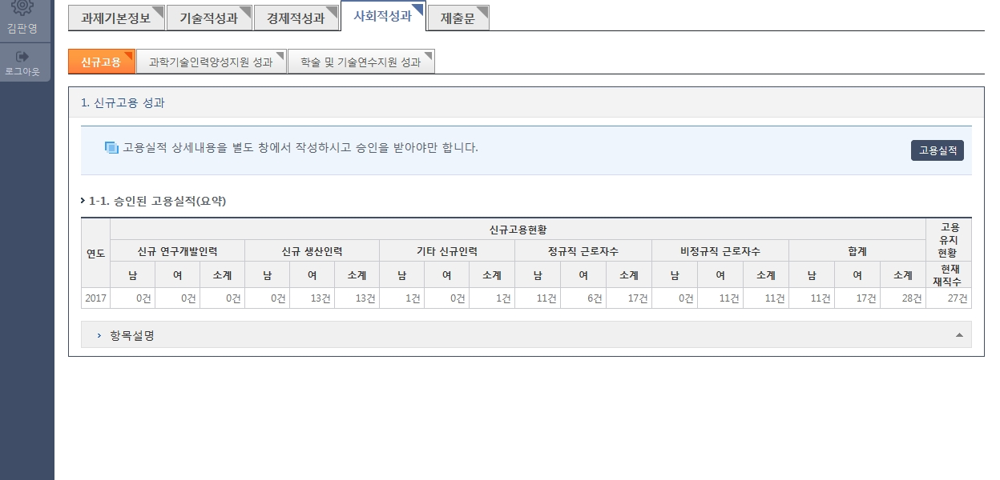 김판영
로그아웃
과제기본정보 기술적성과 경제적성과 사회적성과 제출문
신규고용 과학기술인력양성지원 성과 학술 및 기술연수지원 성과
1. 신규고용 성과
고용실적 상세내용을 별도 창에서 작성하시고 승인을 받아야만 합니다. 고용실적
1-1. 승인된 고용실적(요약)
연도 신규고용현황 고용 유지 현황
신규 연구개발인력 신규 생산인력 기타 신규인력 정규직 근로자수 비정규직 근로자수 합계
남 여 소계 남 여 소계 남 여 소계 남 여 소계 남 여 소계 남 여 소계 현재 재직수
2017 0건 0건 0건 0건 13건 13건 1건 0건 1건 11건 6건 17건 0건 11건 11건 11건 17건 28건 27건
항목설명